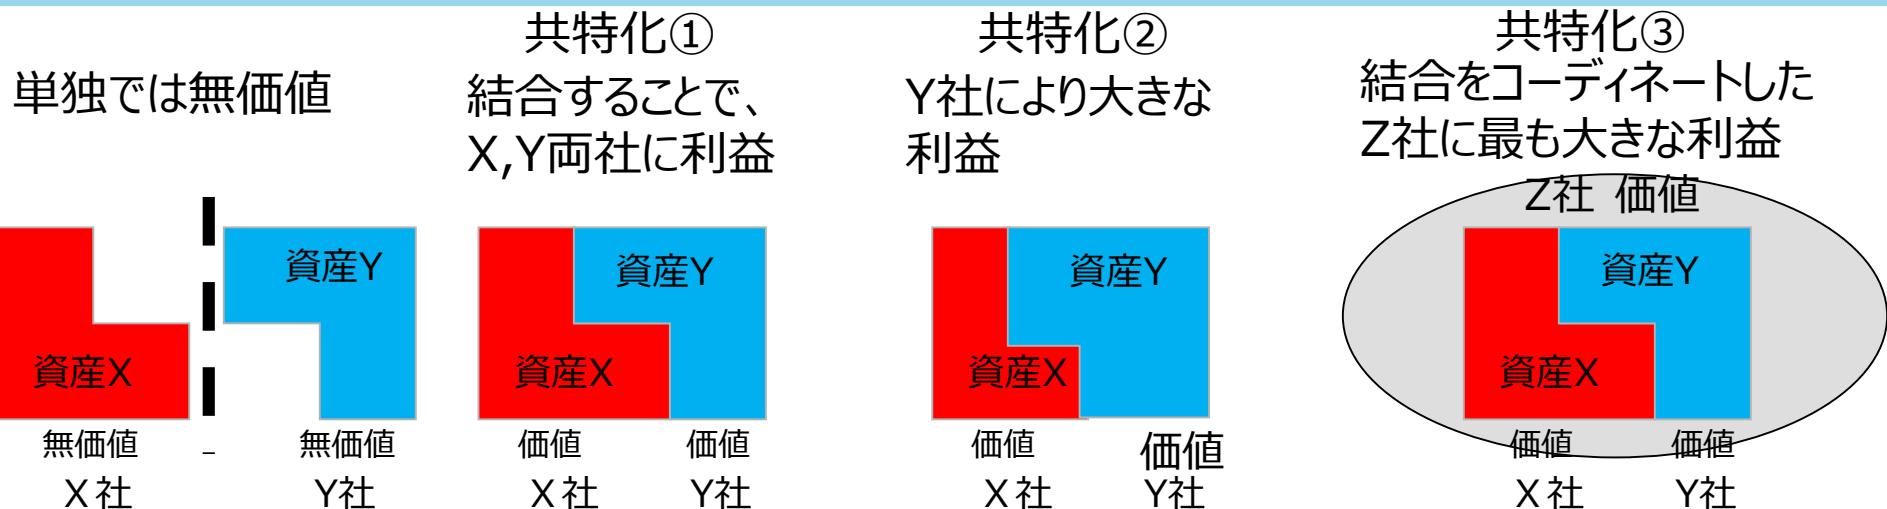 単独では無価値
資産X
資産Y
無価値
無価値
X社
Y社
共特化①
結合することで、
X,Y両社に利益
資産Y
資産X
価値
価値
X社
Y社
共特化②
Y社により大きな
利益
資産Y
資産X
価値
価値
X社
Y社
共特化③
結合をコーディネートした
Z社に最も大きな利益
Z社 価値
資産Y
資産X
価値
価値
X社
Y社